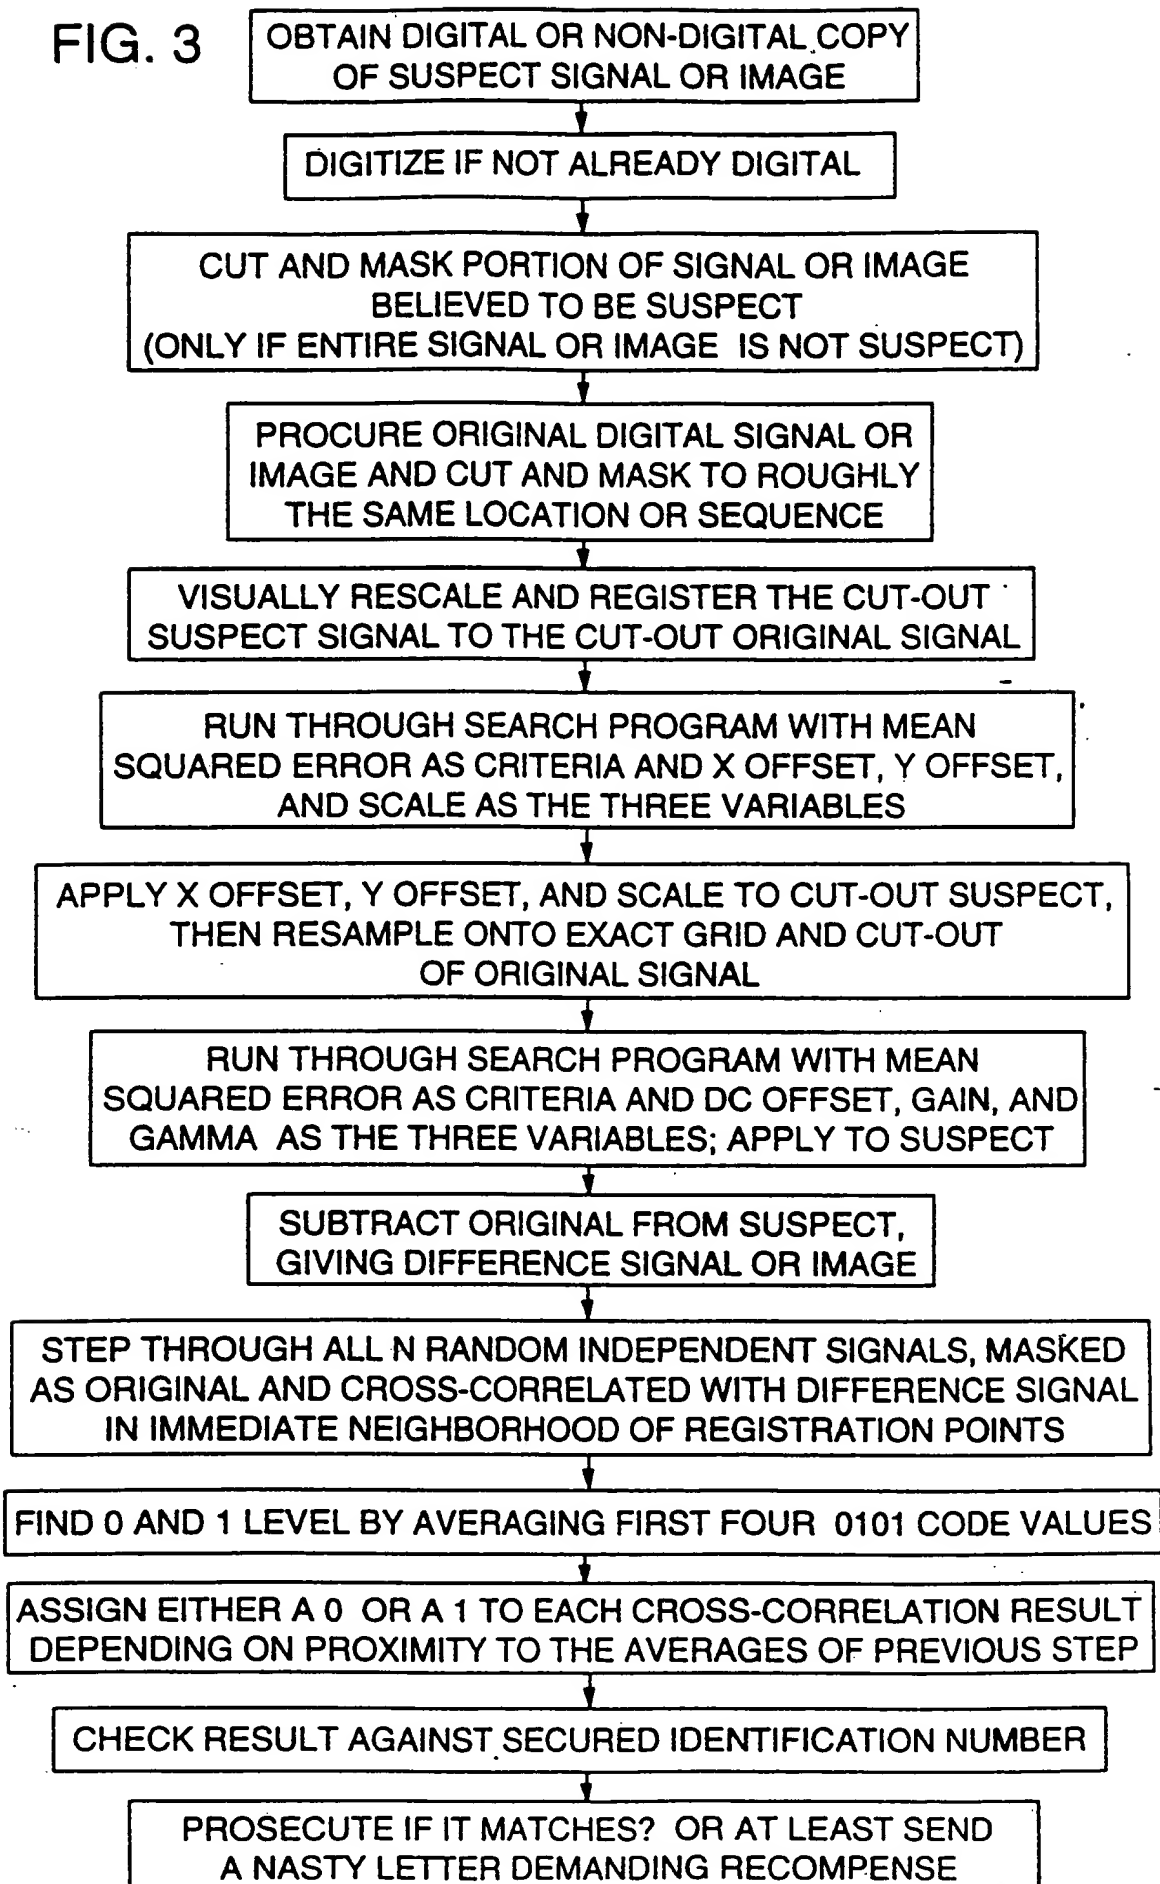 FIG. 3
OBTAIN DIGITAL OR NON-DIGITAL COPY
OF SUSPECT SIGNAL OR IMAGE
DIGITIZE IF NOT ALREADY DIGITAL
CUT AND MASK PORTION OF SIGNAL OR IMAGE
BELIEVED TO BE SUSPECT
(ONLY IF ENTIRE SIGNAL OR IMAGE IS NOT SUSPECT)
PROCURE ORIGINAL DIGITAL SIGNAL OR
IMAGE AND CUT AND MASK TO ROUGHLY
THE SAME LOCATION OR SEQUENCE
VISUALLY RESCALE AND REGISTER THE CUT-OUT
SUSPECT SIGNAL TO THE CUT-OUT ORIGINAL SIGNAL
RUN THROUGH SEARCH PROGRAM WITH MEAN
SQUARED ERROR AS CRITERIA AND X OFFSET, Y OFFSET,
AND SCALE AS THE THREE VARIABLES
APPLY X OFFSET, Y OFFSET, AND SCALE TO CUT-OUT SUSPECT,
THEN RESAMPLE ONTO EXACT GRID AND CUT-OUT
OF ORIGINAL SIGNAL
RUN THROUGH SEARCH PROGRAM WITH MEAN
SQUARED ERROR AS CRITERIA AND DC OFFSET, GAIN, AND
GAMMA AS THE THREE VARIABLES; APPLY TO SUSPECT
SUBTRACT ORIGINAL FROM SUSPECT,
GIVING DIFFERENCE SIGNAL OR IMAGE
STEP THROUGH ALL N RANDOM INDEPENDENT SIGNALS, MASKED
AS ORIGINAL AND CROSS-CORRELATED WITH DIFFERENCE SIGNAL
IN IMMEDIATE NEIGHBORHOOD OF REGISTRATION POINTS
FIND 0 AND 1 LEVEL BY AVERAGING FIRST FOUR 0101 CODE VALUES
ASSIGN EITHER A 0 OR A 1 TO EACH CROSS-CORRELATION RESULT
DEPENDING ON PROXIMITY TO THE AVERAGES OF PREVIOUS STEP
CHECK RESULT AGAINST SECURED IDENTIFICATION NUMBER
PROSECUTE IF IT MATCHES? OR AT LEAST SEND
A NASTY LETTER DEMANDING RECOMPENSE